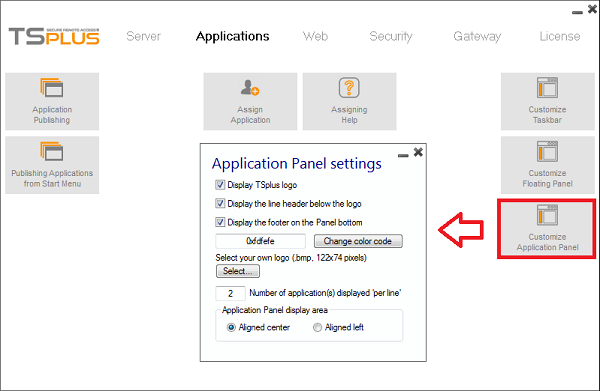 SECURE REMOTE ACCESS
TSPLUS
Server Applications Web Security Gateway License
Application
Publishing
Assign
Application
Assigning
Help
Customize
Taskbar
Publishing Applications
from Start Menu
Customize
Floating Panel
Customize
Application Panel
Application Panel settings
Display TSplus logo
Display the line header below the logo
Display the footer on the Panel bottom
0xfdfefe Change color code
Select your own logo (.bmp, 122x74 pixels)
Select...
2 Number of application(s) displayed 'per line'
Application Panel display area
Aligned center Aligned left